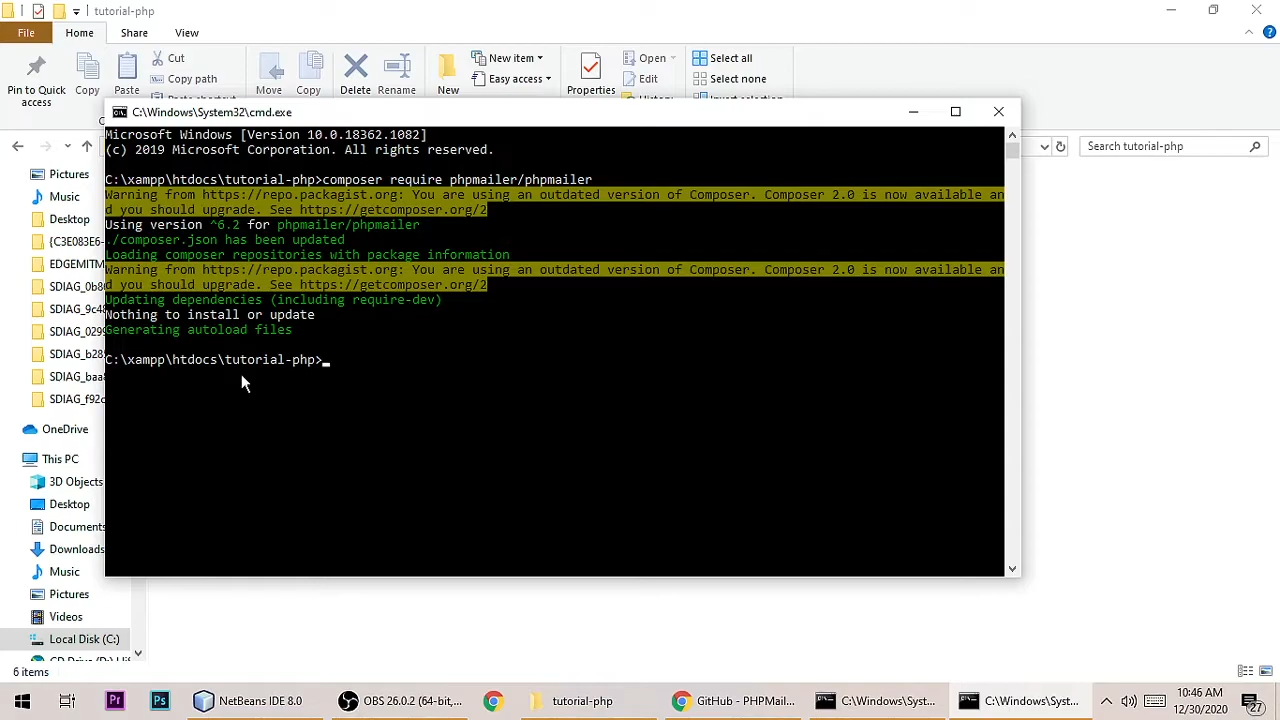 tutorial-php
File
Home
Share
View
Pin to Quick access
Copy
Paste
Cut
Copy path
Move
Copy
Delete
Rename
New
New item
Easy access
Properties
Open
Edit
Select all
Select none
C:\Windows\System32\cmd.exe
Search tutorial-php
Microsoft Windows [Version 10.0.18362.1082]
(c) 2019 Microsoft Corporation. All rights reserved.
C:\xampp\htdocs\tutorial-php>composer require phpmailer/phpmailer
Warning from https://repo.packagist.org: You are using an outdated version of Composer. Composer 2.0 is now available an
d you should upgrade. See https://getcomposer.org/2
Using version ^6.2 for phpmailer/phpmailer
./composer.json has been updated
Loading composer repositories with package information
Warning from https://repo.packagist.org: You are using an outdated version of Composer. Composer 2.0 is now available an
d you should upgrade. See https://getcomposer.org/2
Updating dependencies (including require-dev)
Nothing to install or update
Generating autoload files
C:\xampp\htdocs\tutorial-php>_
Pictures
Music
Desktop
{C3E083E6-
EDGEMITM
SDIAG_0b8
SDIAG_9c48
SDIAG_0299
SDIAG_b28
SDIAG_baa
SDIAG_f92c
OneDrive
This PC
3D Objects
Desktop
Documents
Downloads
Music
Pictures
Videos
Local Disk (C:)
6 items
Pr
Ps
NetBeans IDE 8.0
OBS 26.0.2 (64-bit,...
tutorial-php
GitHub - PHPMail...
C:\Windows\Syst...
C:\Windows\Syst...
10:46 AM
12/30/2020
27